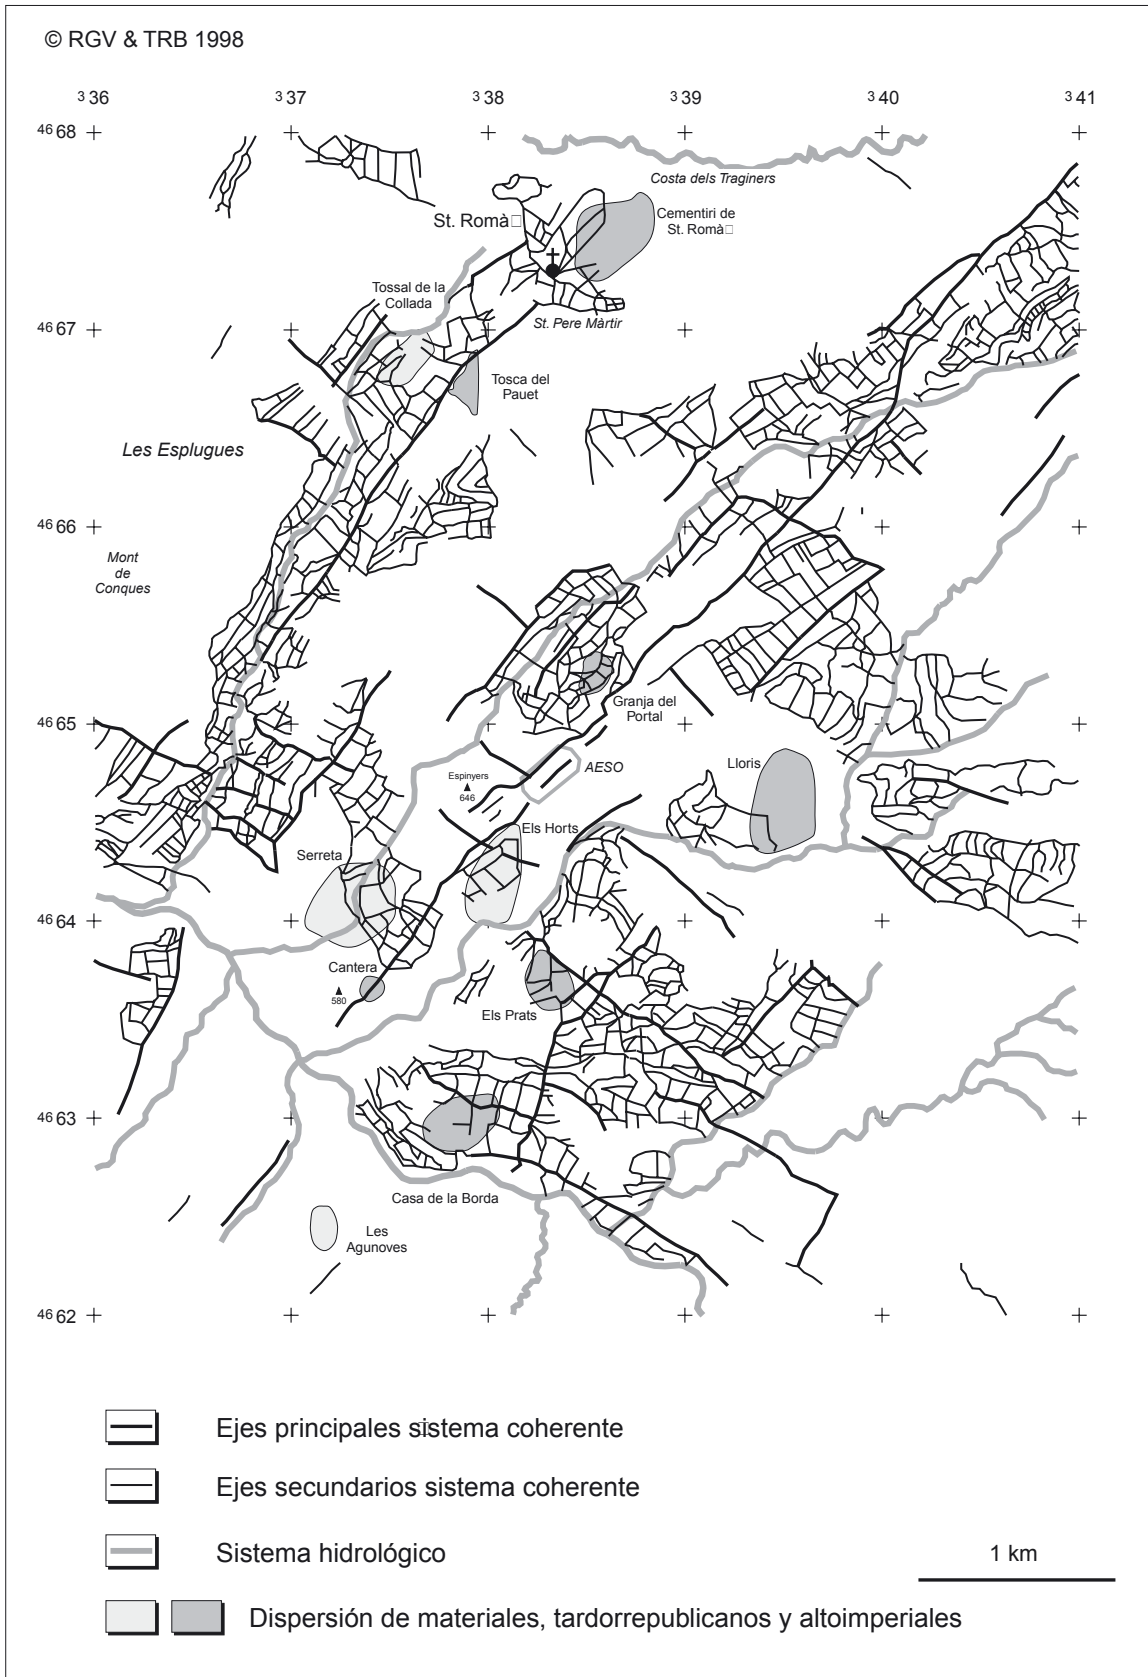 © RGV & TRB 1998
3 36
3 37
3 38
3 39
3 40
3 41
46 68
Costa dels Traginers
St. Romà
Cementiri de
St. Romà
Tossal de la
Collada
46 67
St. Pere Màrtir
Tosca del
Pauet
Les Esplugues
46 66
Mont
de
Conques
Granja del
Portal
46 65
Espinyers
646
AESO
Lloris
Els Horts
Serreta
46 64
Cantera
580
Els Prats
46 63
Casa de la Borda
Les
Agunoves
46 62
Ejes principales sistema coherente
Ejes secundarios sistema coherente
Sistema hidrológico
1 km
Dispersión de materiales, tardorrepublicanos y altoimperiales